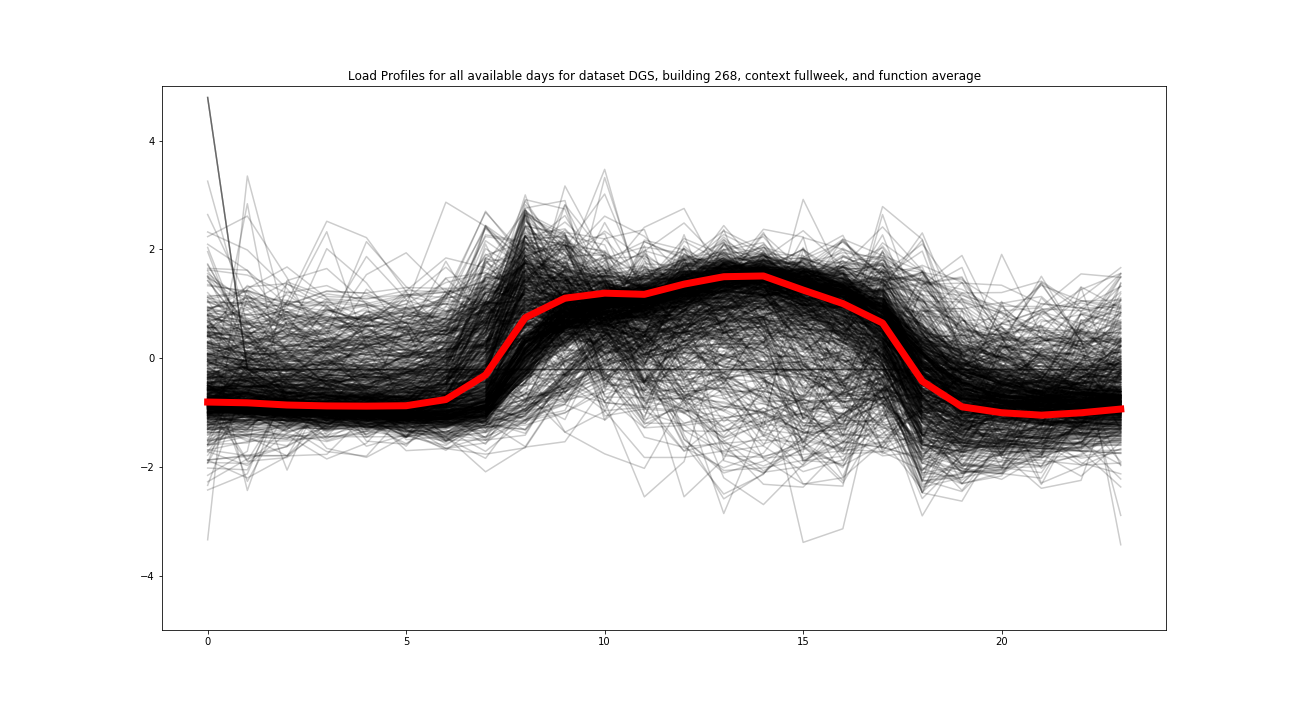 Load Profiles for all available days for dataset DGS, building 268, context fullweek, and function average
4
2
0
−2
−4
0 5 10 15 20